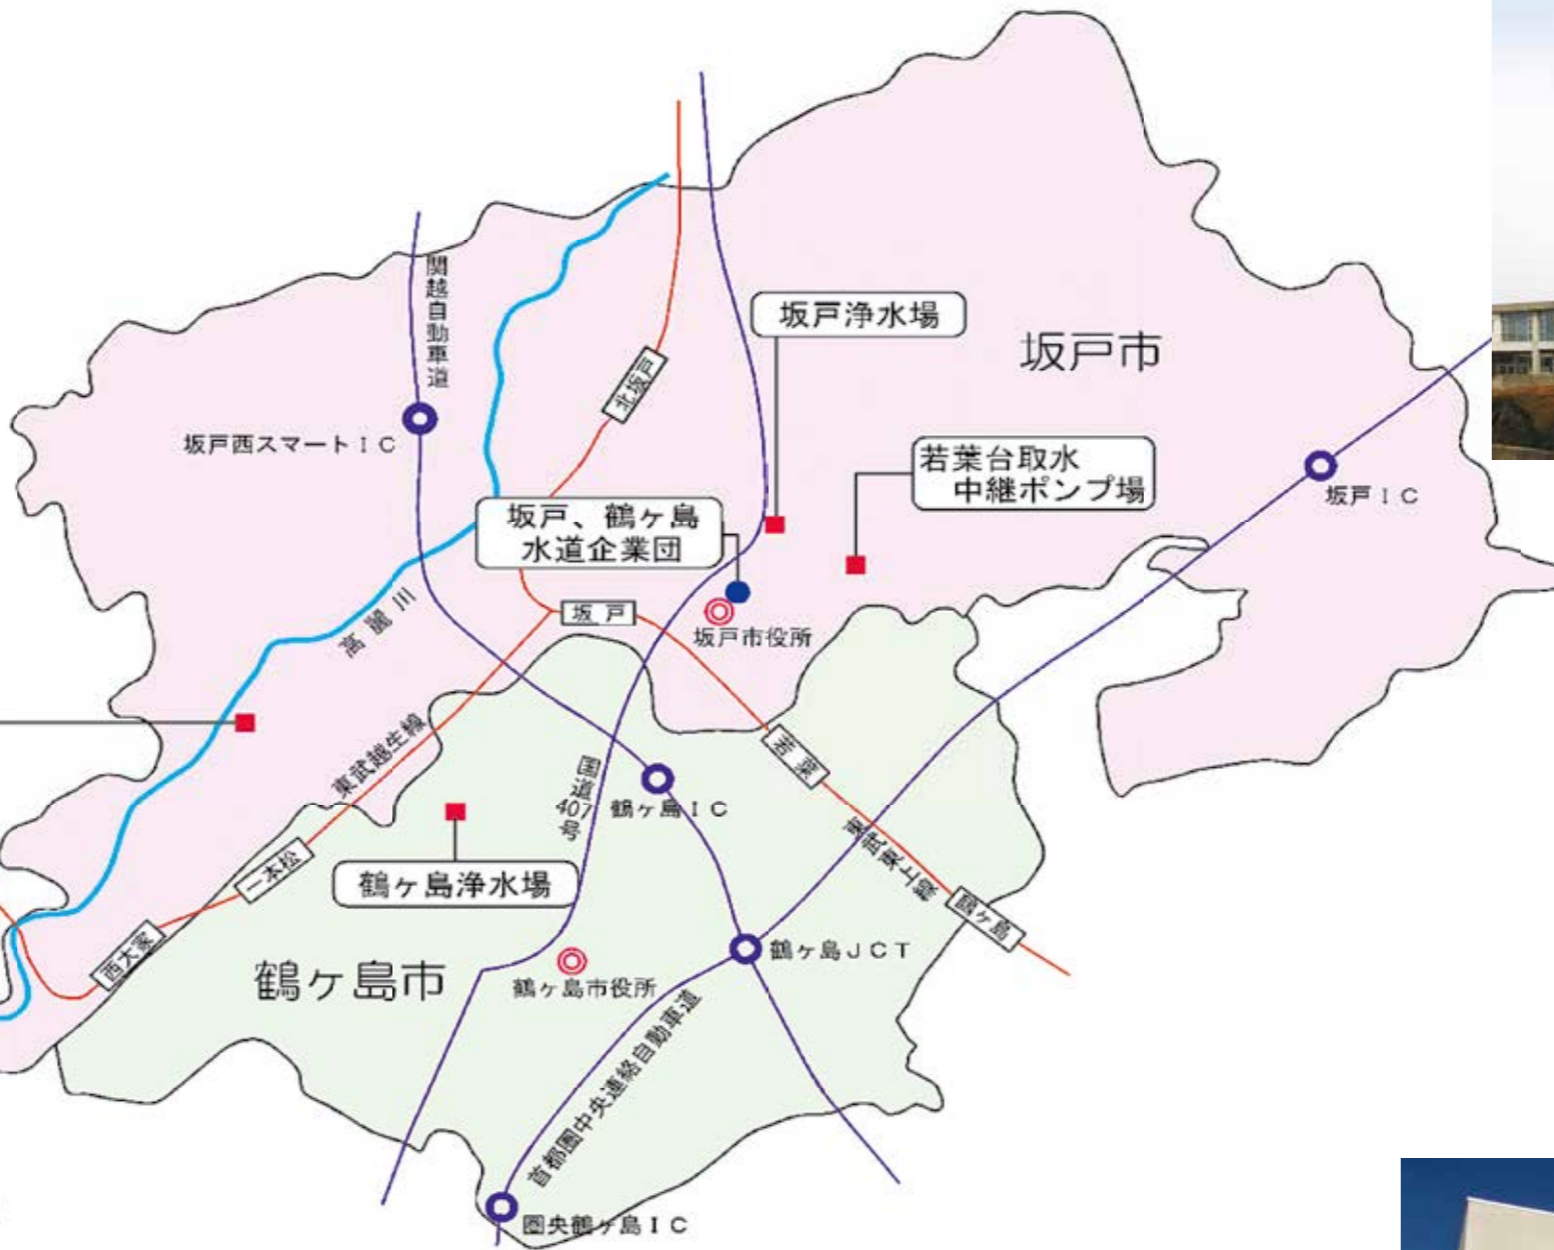 関越自動車道
坂戸浄水場
坂戸市
北坂戸
坂戸西スマートIC
若葉台取水
中継ポンプ場
坂戸IC
坂戸、鶴ヶ島
水道企業団
高麗川
坂戸
坂戸市役所
東武越生線
国道
407
号
鶴ヶ島IC
若葉
一本松
鶴ヶ島浄水場
東武東上線
鶴ヶ島
西大家
鶴ヶ島市
鶴ヶ島市役所
鶴ヶ島JCT
首都圏中央連絡自動車道
圏央鶴ヶ島IC